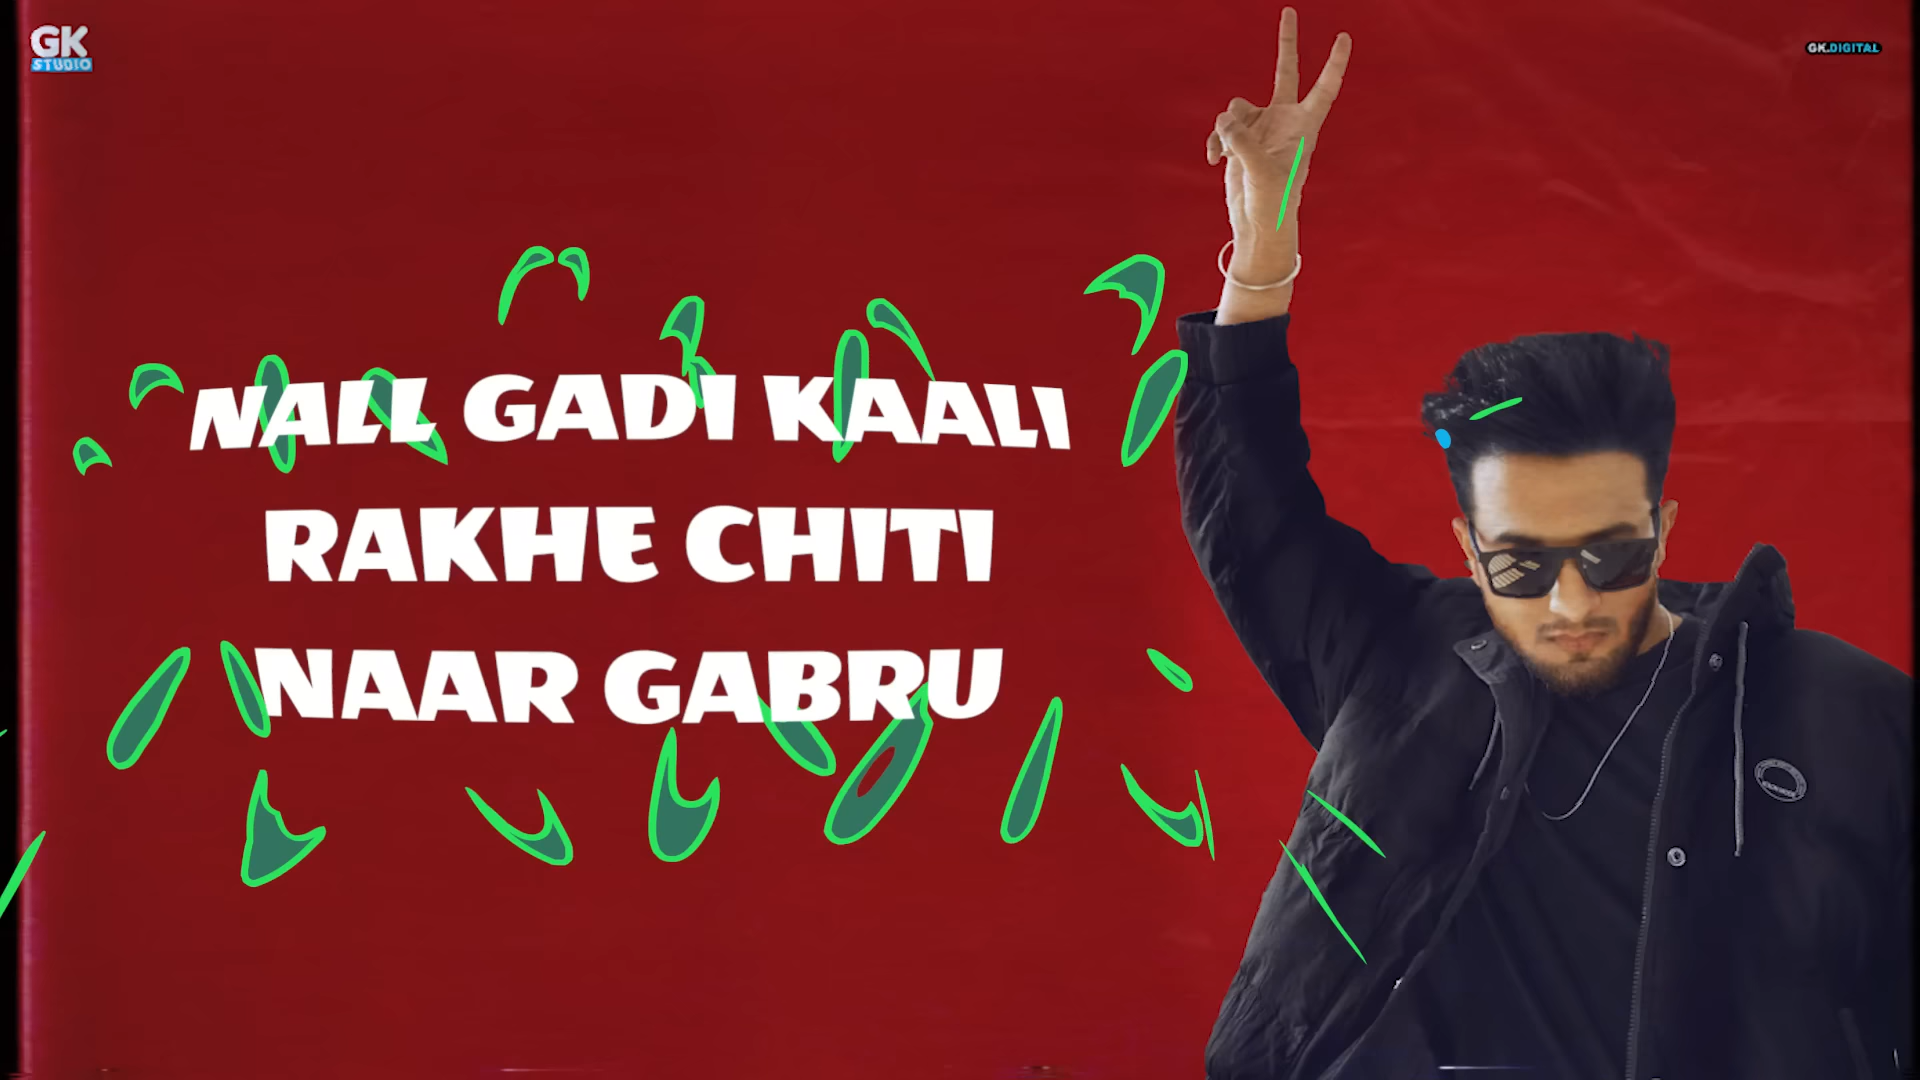 GK
STUDIO
GK.DIGITAL
NALL GADI KAALI
RAKHE CHITI
NAAR GABRU